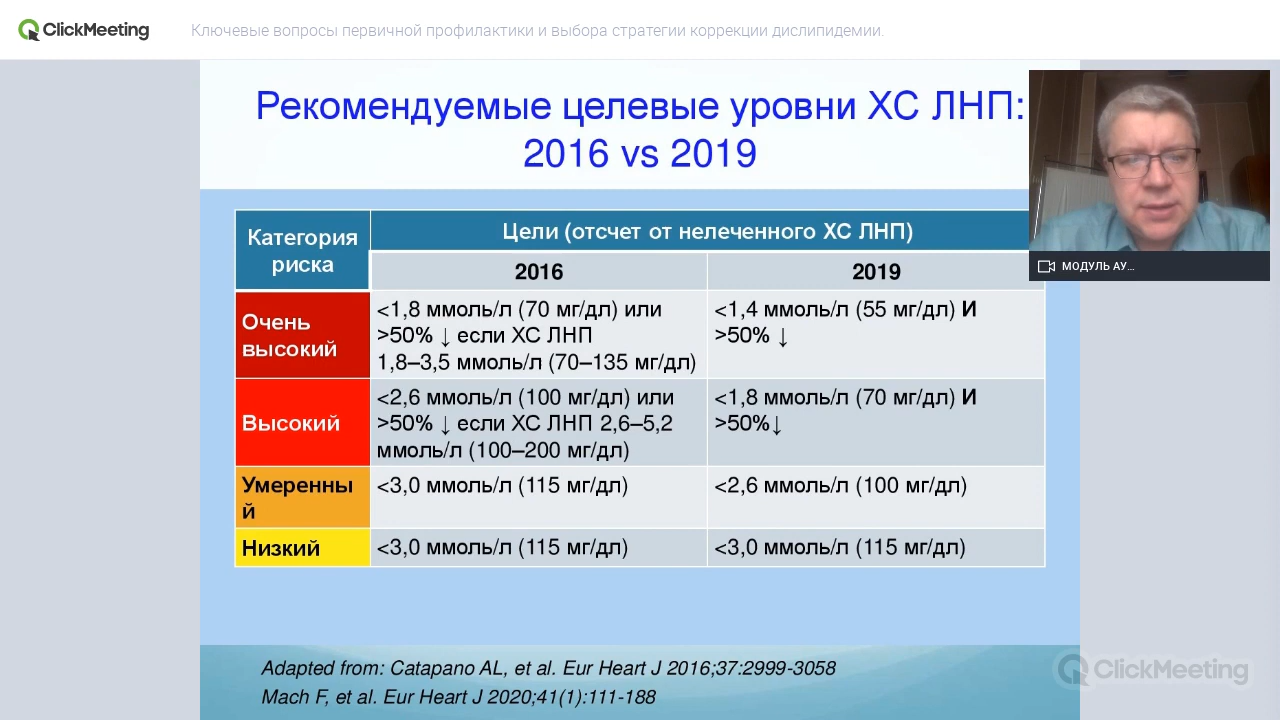 ClickMeeting
Ключевые вопросы первичной профилактики и выбора стратегии коррекции дислипидемии.
Рекомендуемые целевые уровни ХС ЛНП:
2016 vs 2019
МОДУЛЬ АУ...
Категория
риска
Цели (отсчет от нелеченного ХС ЛНП)
2016
2019
Очень
высокий
<1,8 ммоль/л (70 мг/дл) или
>50% ↓ если ХС ЛНП
1,8–3,5 ммоль/л (70–135 мг/дл)
<1,4 ммоль/л (55 мг/дл) И
>50% ↓
Высокий
<2,6 ммоль/л (100 мг/дл) или
>50% ↓ если ХС ЛНП 2,6–5,2
ммоль/л (100–200 мг/дл)
<1,8 ммоль/л (70 мг/дл) И
>50%↓
Умеренны
й
<3,0 ммоль/л (115 мг/дл)
<2,6 ммоль/л (100 мг/дл)
Низкий
<3,0 ммоль/л (115 мг/дл)
<3,0 ммоль/л (115 мг/дл)
Adapted from: Catapano AL, et al. Eur Heart J 2016;37:2999-3058
Mach F, et al. Eur Heart J 2020;41(1):111-188
ClickMeeting